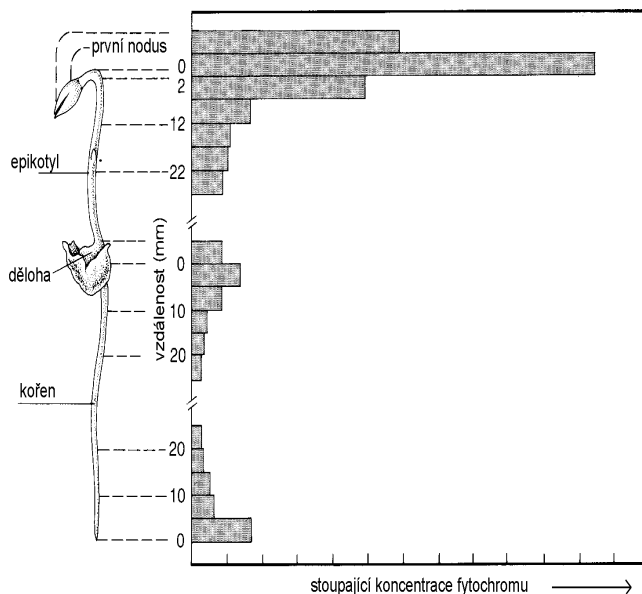 první nodus
0
2
12
epikotyl
22
vzdálenost (mm)
děloha
0
10
20
kořen
20
10
0
stoupající koncentrace fytochromu